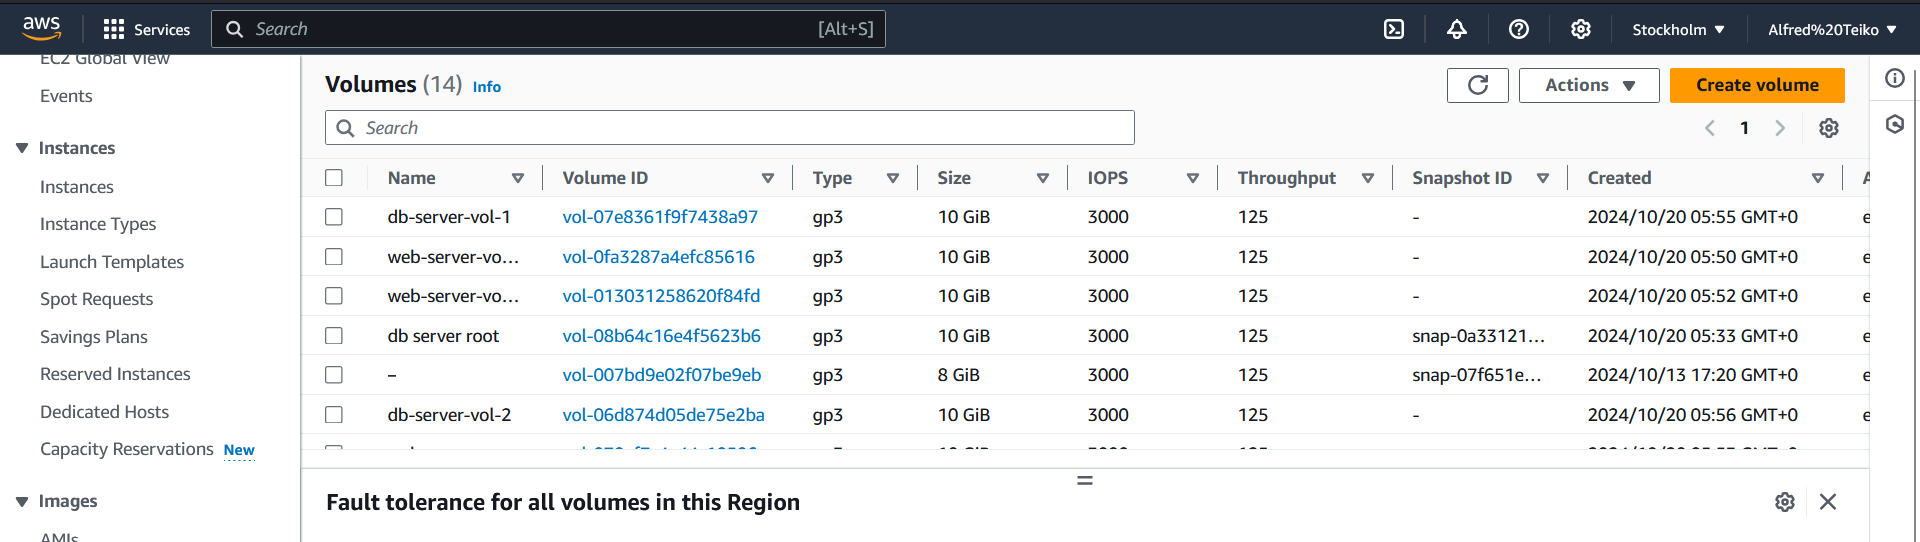 aws
Services
Search
[Alt+S]
Stockholm
Alfred%20Teiko
EC2 Global View
Events
Instances
Instances
Instance Types
Launch Templates
Spot Requests
Savings Plans
Reserved Instances
Dedicated Hosts
Capacity Reservations New
Images
AMIs
Volumes (14) Info
Actions
Create volume
Search
1
Name Volume ID Type Size IOPS Throughput Snapshot ID Created
db-server-vol-1 vol-07e8361f9f7438a97 gp3 10 GiB 3000 125 - 2024/10/20 05:55 GMT+0
web-server-vo... vol-0fa3287a4efc85616 gp3 10 GiB 3000 125 - 2024/10/20 05:50 GMT+0
web-server-vo... vol-013031258620f84fd gp3 10 GiB 3000 125 - 2024/10/20 05:52 GMT+0
db server root vol-08b64c16e4f5623b6 gp3 10 GiB 3000 125 snap-0a33121... 2024/10/20 05:33 GMT+0
– vol-007bd9e02f07be9eb gp3 8 GiB 3000 125 snap-07f651e... 2024/10/13 17:20 GMT+0
db-server-vol-2 vol-06d874d05de75e2ba gp3 10 GiB 3000 125 - 2024/10/20 05:56 GMT+0
Fault tolerance for all volumes in this Region